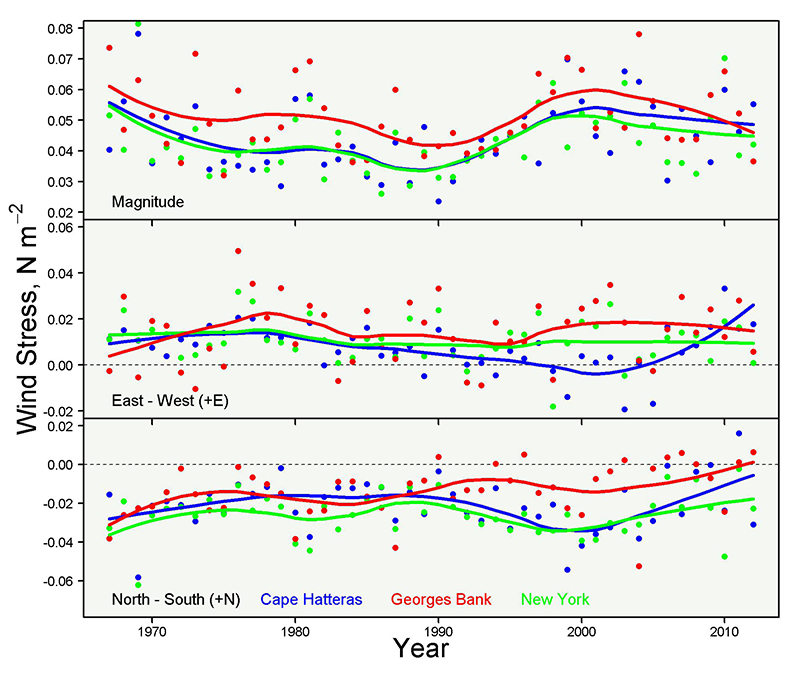 0.08
0.07
0.06
0.05
0.04
0.03
0.02
Magnitude
0.06
0.04
0.02
0.00
-0.02
East - West (+E)
0.02
0.00
-0.02
-0.04
-0.06
North - South (+N) Cape Hatteras Georges Bank New York
1970 1980 1990 2000 2010
Year
Wind Stress, N m⁻²